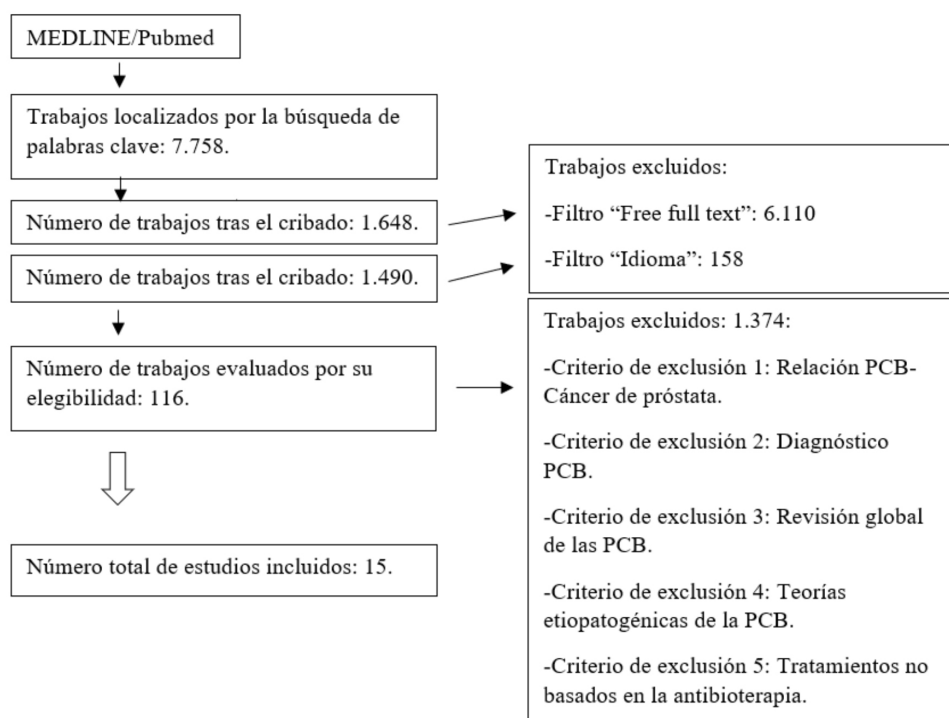 MEDLINE/Pubmed
Trabajos localizados por la búsqueda de
palabras clave: 7.758.
Número de trabajos tras el cribado: 1.648.
Número de trabajos tras el cribado: 1.490.
Número de trabajos evaluados por su
elegibilidad: 116.
Número total de estudios incluidos: 15.
Trabajos excluidos:
-Filtro “Free full text”: 6.110
-Filtro “Idioma”: 158
Trabajos excluidos: 1.374:
-Criterio de exclusión 1: Relación PCB-
Cáncer de próstata.
-Criterio de exclusión 2: Diagnóstico
PCB.
-Criterio de exclusión 3: Revisión global
de las PCB.
-Criterio de exclusión 4: Teorías
etiopatogénicas de la PCB.
-Criterio de exclusión 5: Tratamientos no
basados en la antibioterapia.